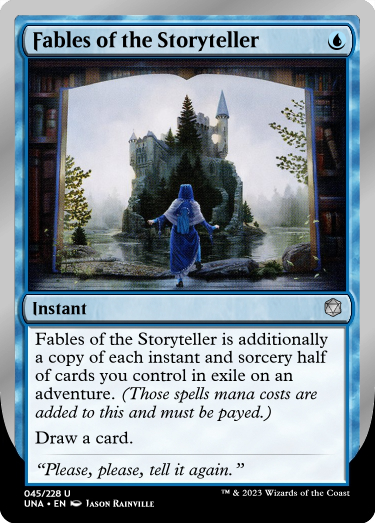 Fables of the Storyteller
Instant
Fables of the Storyteller is additionally
a copy of each instant and sorcery half
of cards you control in exile on an
adventure. (Those spells mana costs are
added to this and must be payed.)
Draw a card.
“Please, please, tell it again.”
045/228 U
™ & 2023 Wizards of the Coast
UNA • EN Jason Rainville